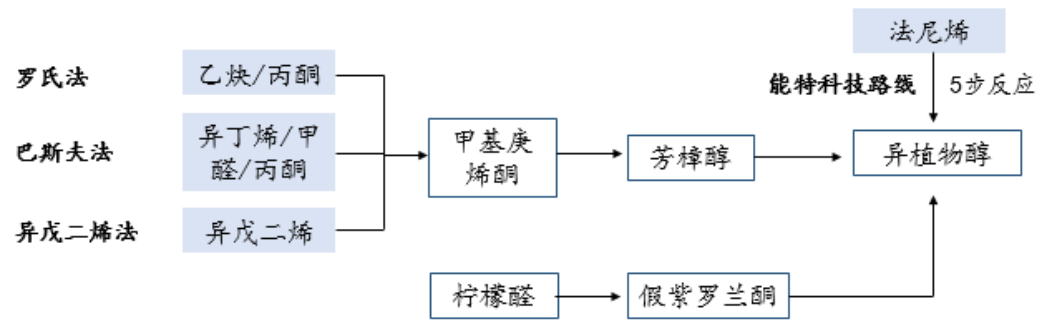 法尼烯
罗氏法
乙炔/丙酮
能特科技路线
5步反应
巴斯夫法
异丁烯/甲
醛/丙酮
甲基庚
烯酮
芳樟醇
异植物醇
异戊二烯法
异戊二烯
柠檬醛
假紫罗兰酮